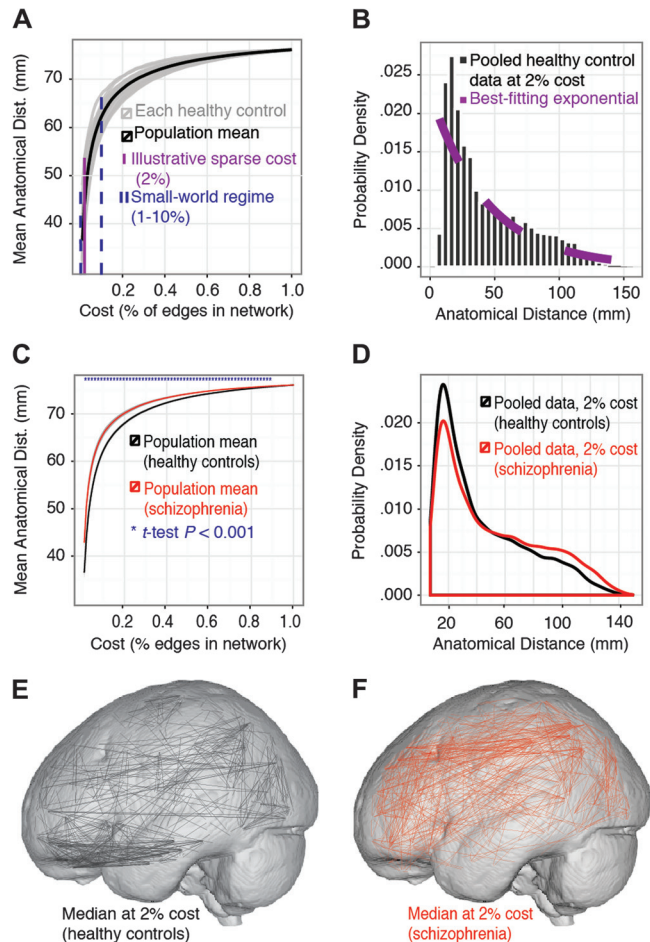 A
Mean Anatomical Dist. (mm)
70
60
50
40
Each healthy control
Population mean
Illustrative sparse cost
(2%)
Small-world regime
(1-10%)
0.2
0.4
0.6
0.8
1.0
Cost (% of edges in network)
B
Probability Density
.025
.020
.015
.010
.005
.000
Pooled healthy control
data at 2% cost
Best-fitting exponential
0
50
100
150
Anatomical Distance (mm)
C
Mean Anatomical Dist. (mm)
70
60
50
40
Population mean
(healthy controls)
Population mean
(schizophrenia)
* t-test P < 0.001
0.2
0.4
0.6
0.8
1.0
Cost (% edges in network)
D
Probability Density
.020
.015
.010
.005
.000
Pooled data, 2% cost
(healthy controls)
Pooled data, 2% cost
(schizophrenia)
20
60
100
150
Anatomical Distance (mm)
E
Median at 2% cost
(healthy controls)
F
Median at 2% cost
(schizophrenia)